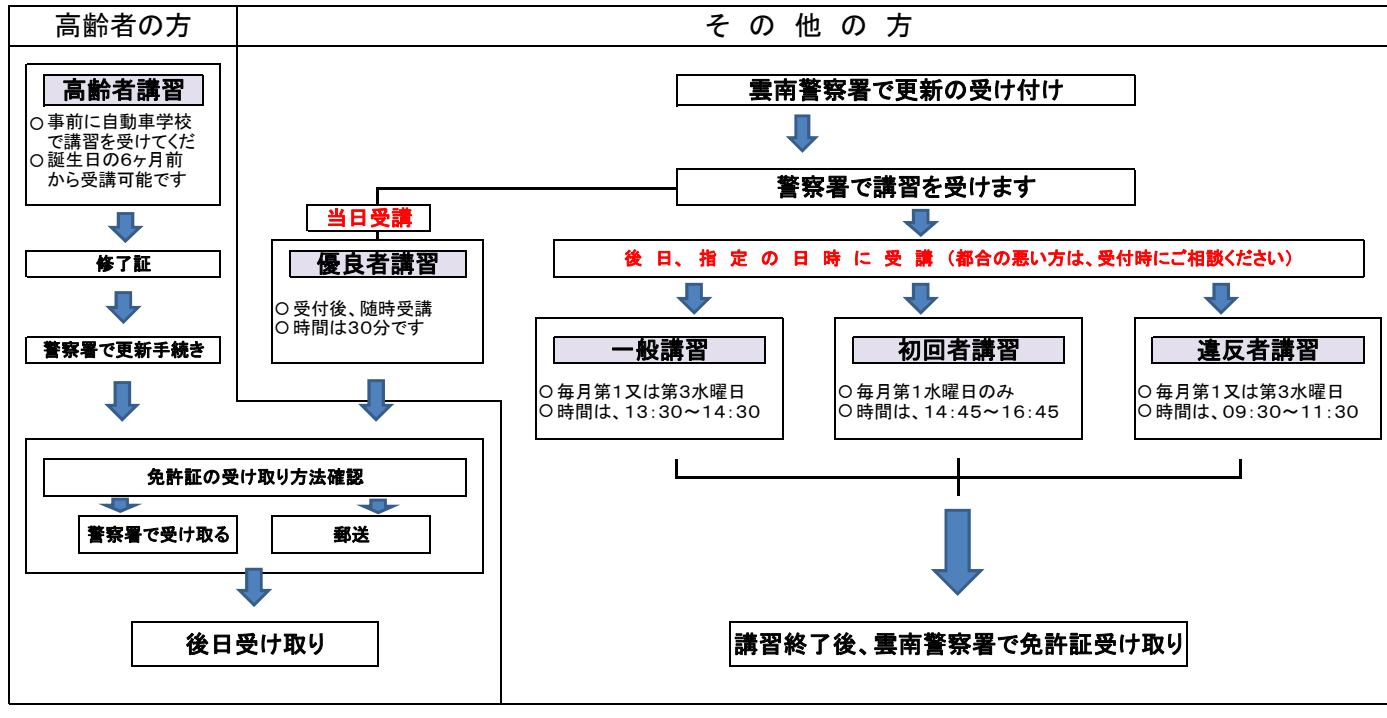 高齢者の方
そ の 他 の 方
高齢者講習
○ 事前に自動車学校
で講習を受けてくだ
○ 誕生日の6ヶ月前
から受講可能です
修了証
警察署で更新手続き
雲南警察署で更新の受け付け
警察署で講習を受けます
当日受講
優良者講習
○ 受付後、随時受講
○ 時間は30分です
後 日、 指 定 の 日 時 に 受 講 (都合の悪い方は、受付時にご相談ください)
一般講習
○ 毎月第1又は第3水曜日
○ 時間は、13:30～14:30
初回者講習
○ 毎月第1水曜日のみ
○ 時間は、14:45～16:45
違反者講習
○ 毎月第1又は第3水曜日
○ 時間は、09:30～11:30
免許証の受け取り方法確認
警察署で受け取る
郵送
後日受け取り
講習終了後、雲南警察署で免許証受け取り